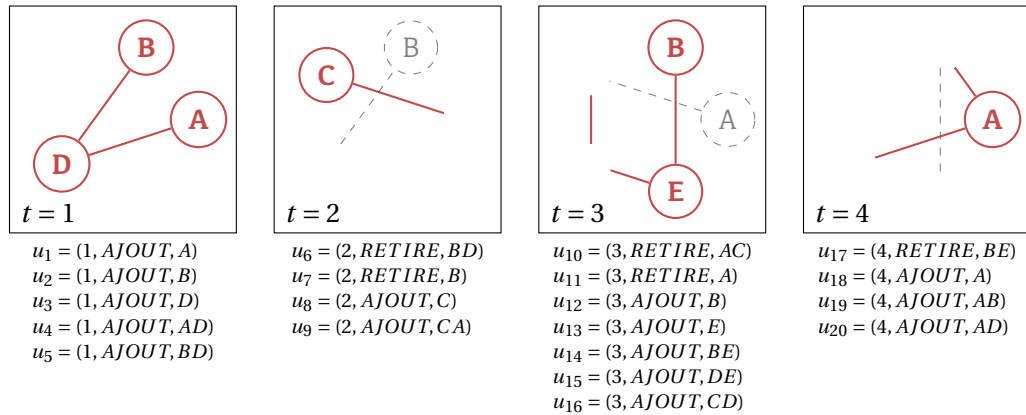 B
A
D
t = 1
u1 = (1, AJOUT, A)
u2 = (1, AJOUT, B)
u3 = (1, AJOUT, D)
u4 = (1, AJOUT, AD)
u5 = (1, AJOUT, BD)
B
C
t = 2
u6 = (2, RETIRE, BD)
u7 = (2, RETIRE, B)
u8 = (2, AJOUT, C)
u9 = (2, AJOUT, CA)
B
A
E
t = 3
u10 = (3, RETIRE, AC)
u11 = (3, RETIRE, A)
u12 = (3, AJOUT, B)
u13 = (3, AJOUT, E)
u14 = (3, AJOUT, BE)
u15 = (3, AJOUT, DE)
u16 = (3, AJOUT, CD)
A
t = 4
u17 = (4, RETIRE, BE)
u18 = (4, AJOUT, A)
u19 = (4, AJOUT, AB)
u20 = (4, AJOUT, AD)